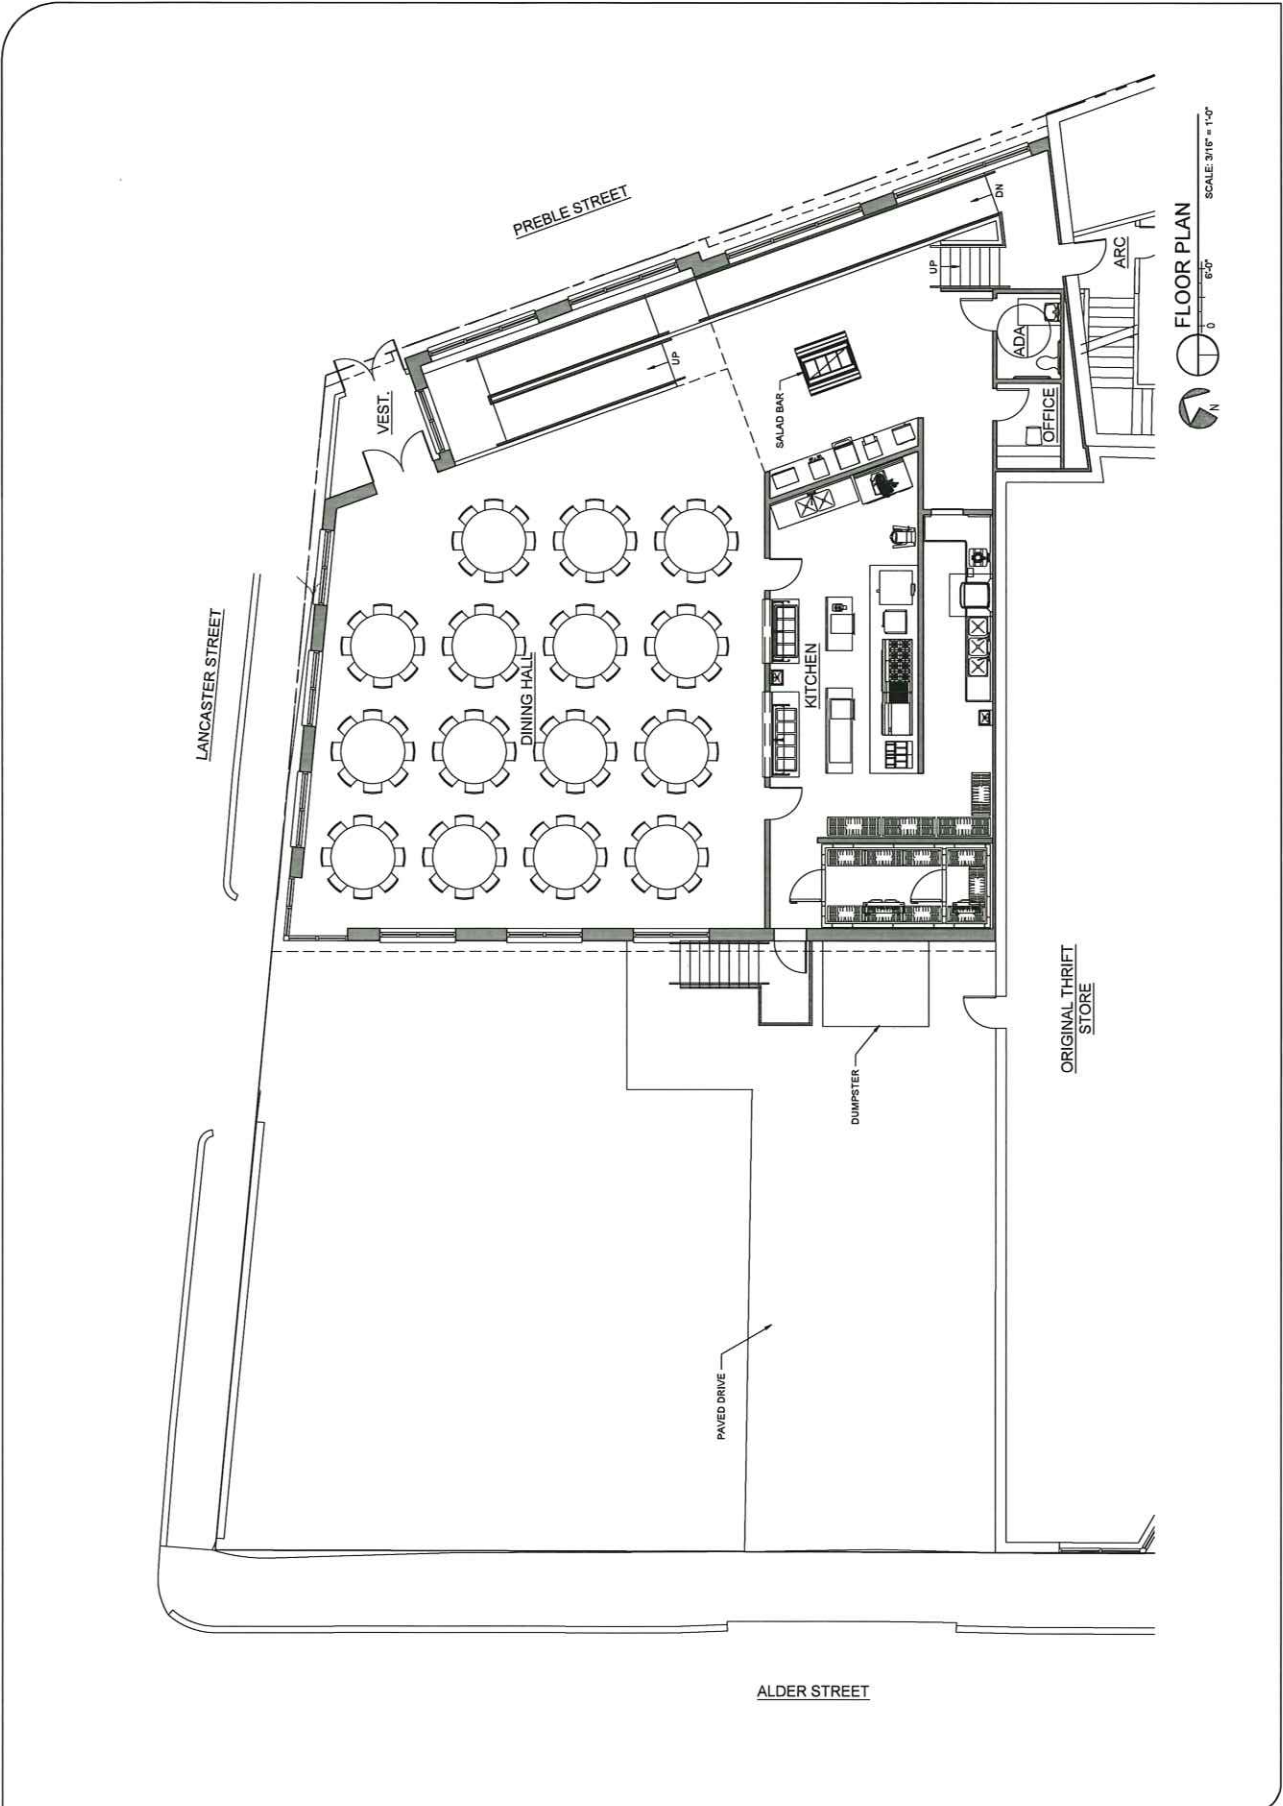 PREBLE STREET
LANCASTER STREET
VEST.
UP
DN
UP
SALAD BAR
ADA
ARC
OFFICE
DINING HALL
KITCHEN
DUMPSTER
ORIGINAL THRIFT
STORE
PAVED DRIVE
ALDER STREET
FLOOR PLAN
SCALE: 3/16" = 1'-0"
0
6'-0"
N